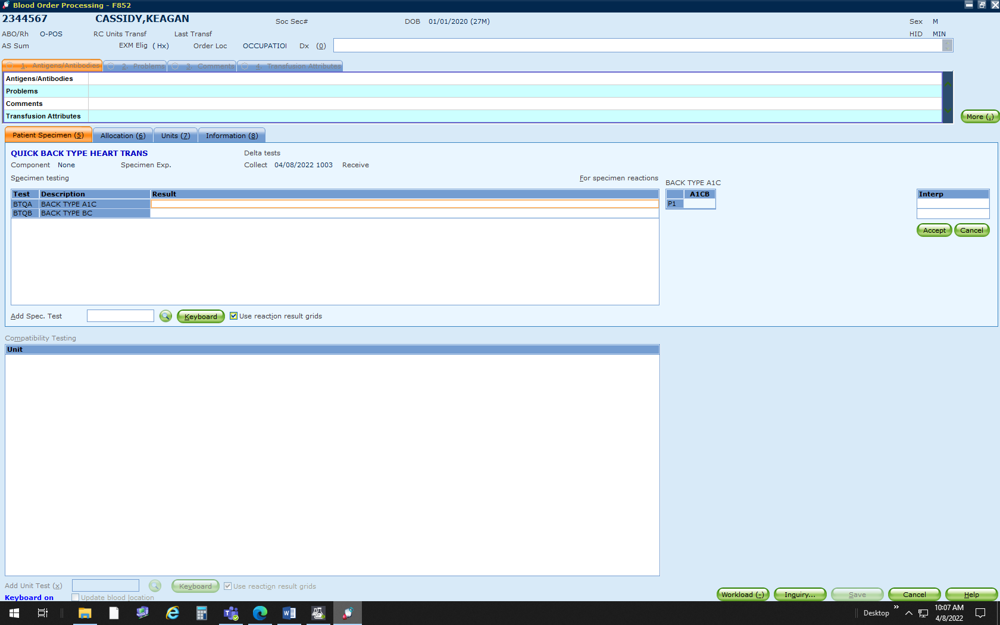 Blood Order Processing - F852
2344567 CASSIDY,KEAGAN Soc Sec# DOB 01/01/2020 (27M) Sex M
ABO/Rh O-POS RC Units Transf Last Transf HID MIN
AS Sum EXM Elig ( Hx) Order Loc OCCUPATIOI Dx (0)
1. Antigens/Antibodies 2. Problems 3. Comments 4. Transfusion Attributes
Antigens/Antibodies
Problems
Comments
Transfusion Attributes
More (.)
Patient Specimen (5) Allocation (6) Units (7) Information (8)
QUICK BACK TYPE HEART TRANS Delta tests
Component None Specimen Exp. Collect 04/08/2022 1003 Receive
Specimen testing For specimen reactions BACK TYPE A1C
Test Description Result A1CB Interp
BTQA BACK TYPE A1C P1
BTQB BACK TYPE BC
Accept Cancel
Add Spec. Test Keyboard Use reaction result grids
Compatibility Testing
Unit
Add Unit Test (x) Keyboard Use reaction result grids
Keyboard on Update blood location Workload (-) Inquiry... Save Cancel Help
Desktop » 10:07 AM
4/8/2022